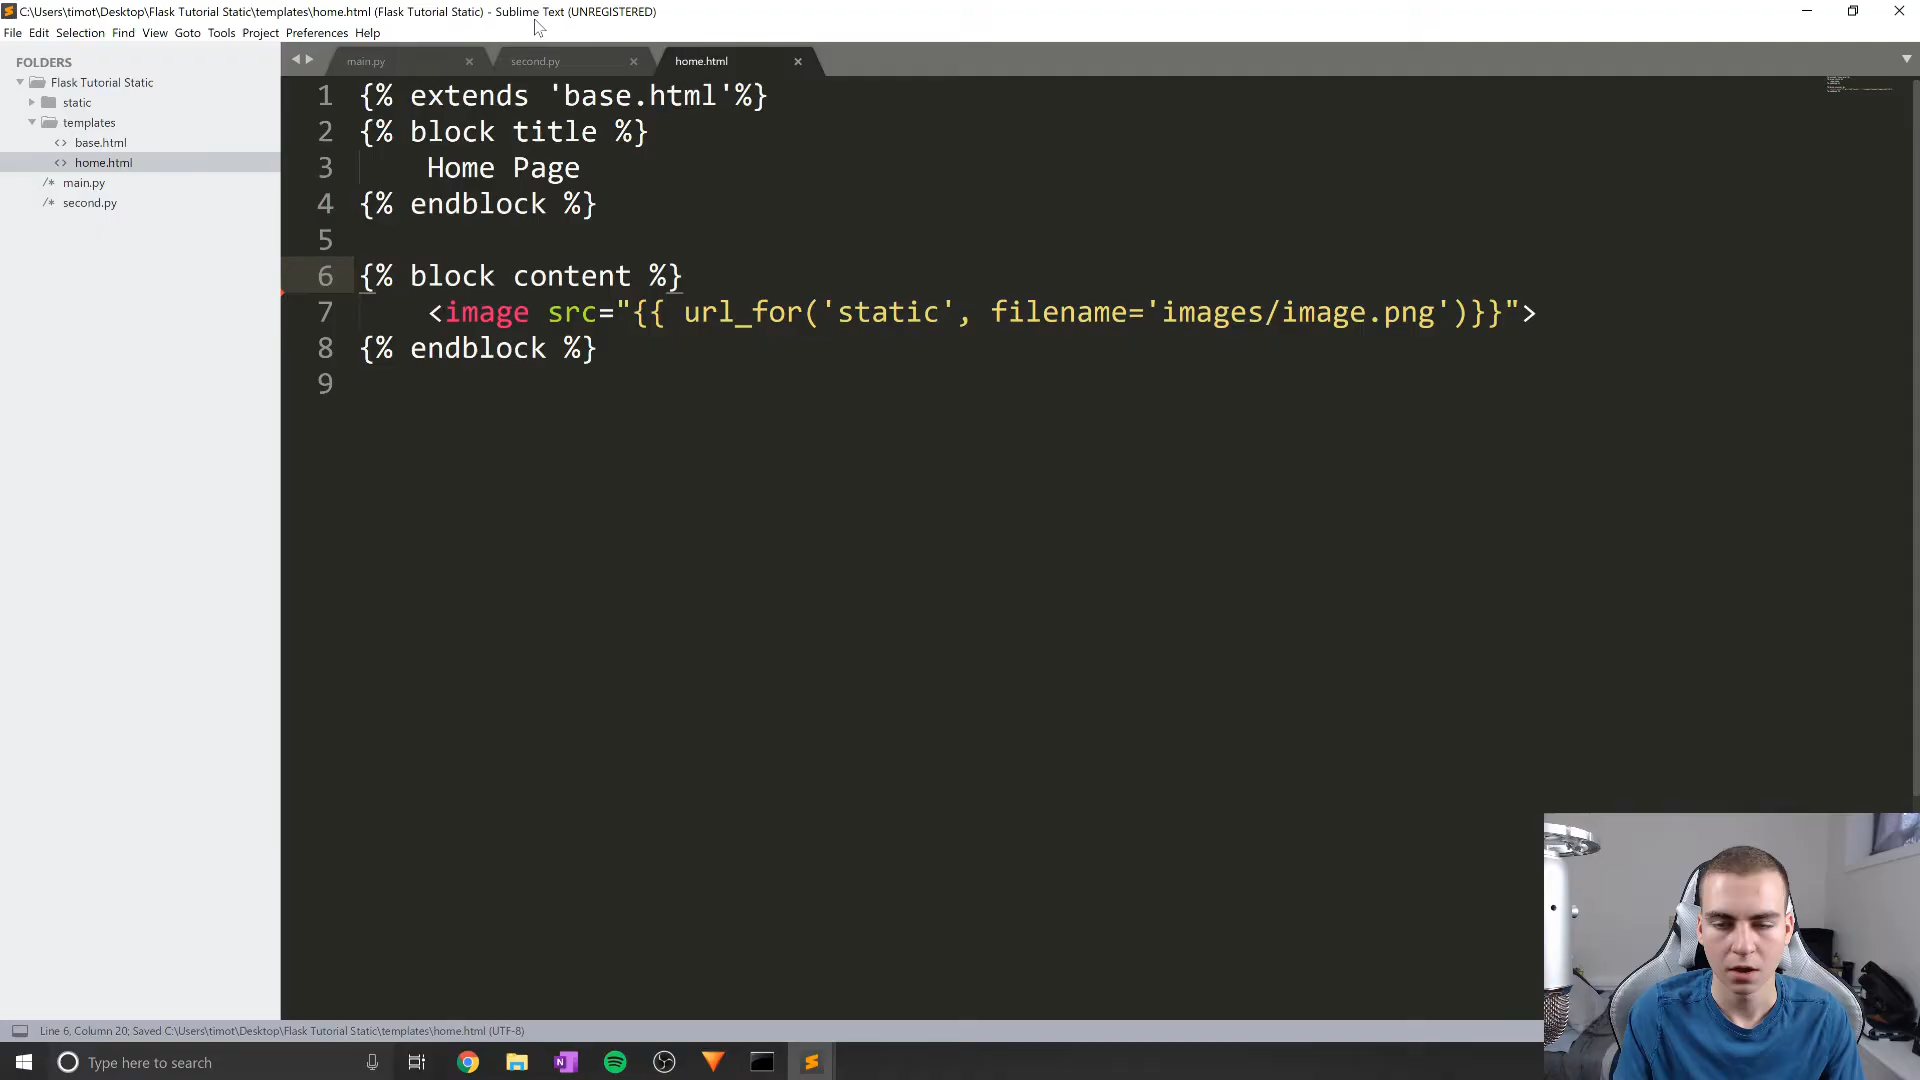 C:\Users\timot\Desktop\Flask Tutorial Static\templates\home.html (Flask Tutorial Static) - Sublime Text (UNREGISTERED)
File Edit Selection Find View Goto Tools Project Preferences Help
FOLDERS
Flask Tutorial Static
static
templates
base.html
home.html
main.py
second.py
main.py second.py home.html
1 {% extends 'base.html'%}
2 {% block title %}
3 Home Page
4 {% endblock %}
5
6 {% block content %}
7 <image src="{{ url_for('static', filename='images/image.png')}}">
8 {% endblock %}
9
Line 6, Column 20; Saved C:\Users\timot\Desktop\Flask Tutorial Static\templates\home.html (UTF-8)
Type here to search